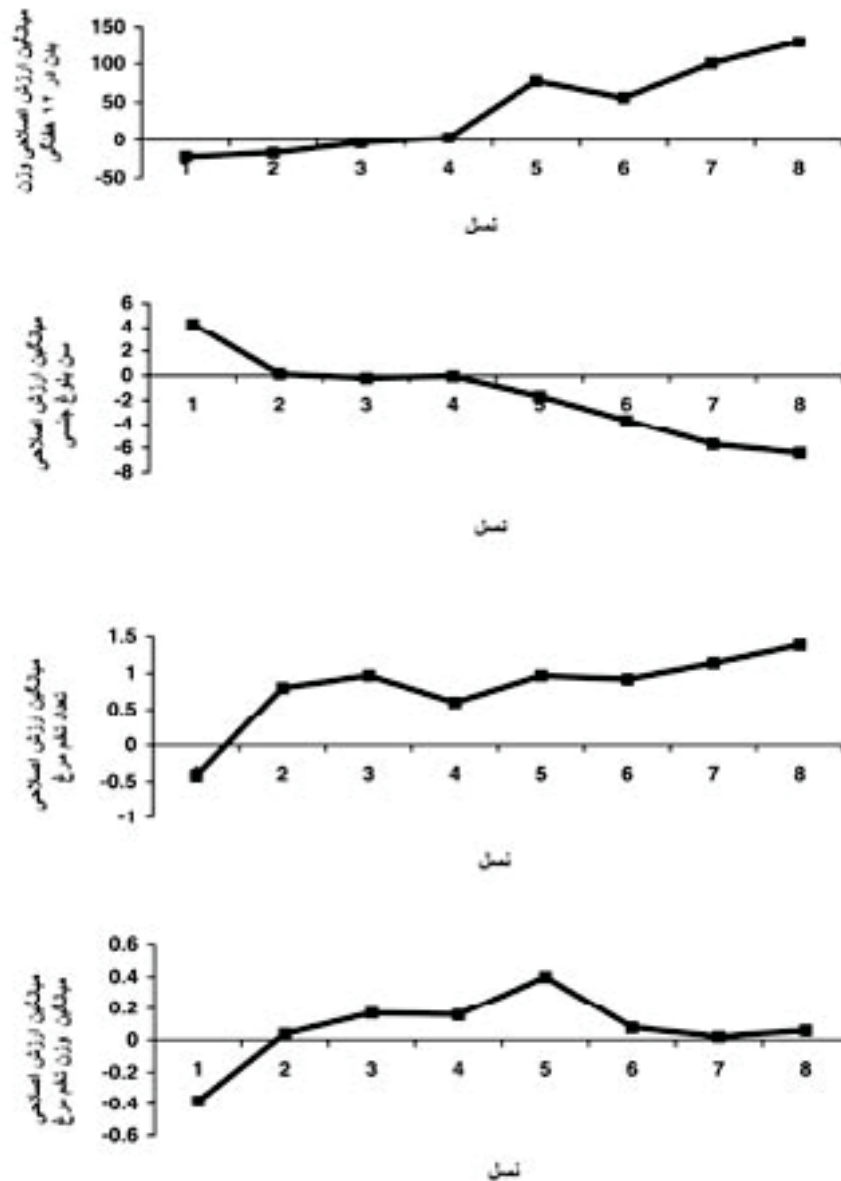 میانگین ارزش اصلاحی وزن
بدن در ۱۲ هفتگی
150
100
50
0
-50
1 2 3 4 5 6 7 8
نسل
میانگین ارزش اصلاحی
سن بلوغ جنسی
6
4
2
0
-2
-4
-6
-8
1 2 3 4 5 6 7 8
نسل
میانگین ارزش اصلاحی
تعداد تخم مرغ
1.5
1
0.5
0
-0.5
-1
2 3 4 5 6 7 8
نسل
میانگین ارزش اصلاحی
میانگین وزن تخم مرغ
0.6
0.4
0.2
0
-0.2
-0.4
-0.6
1 2 3 4 5 6 7 8
نسل